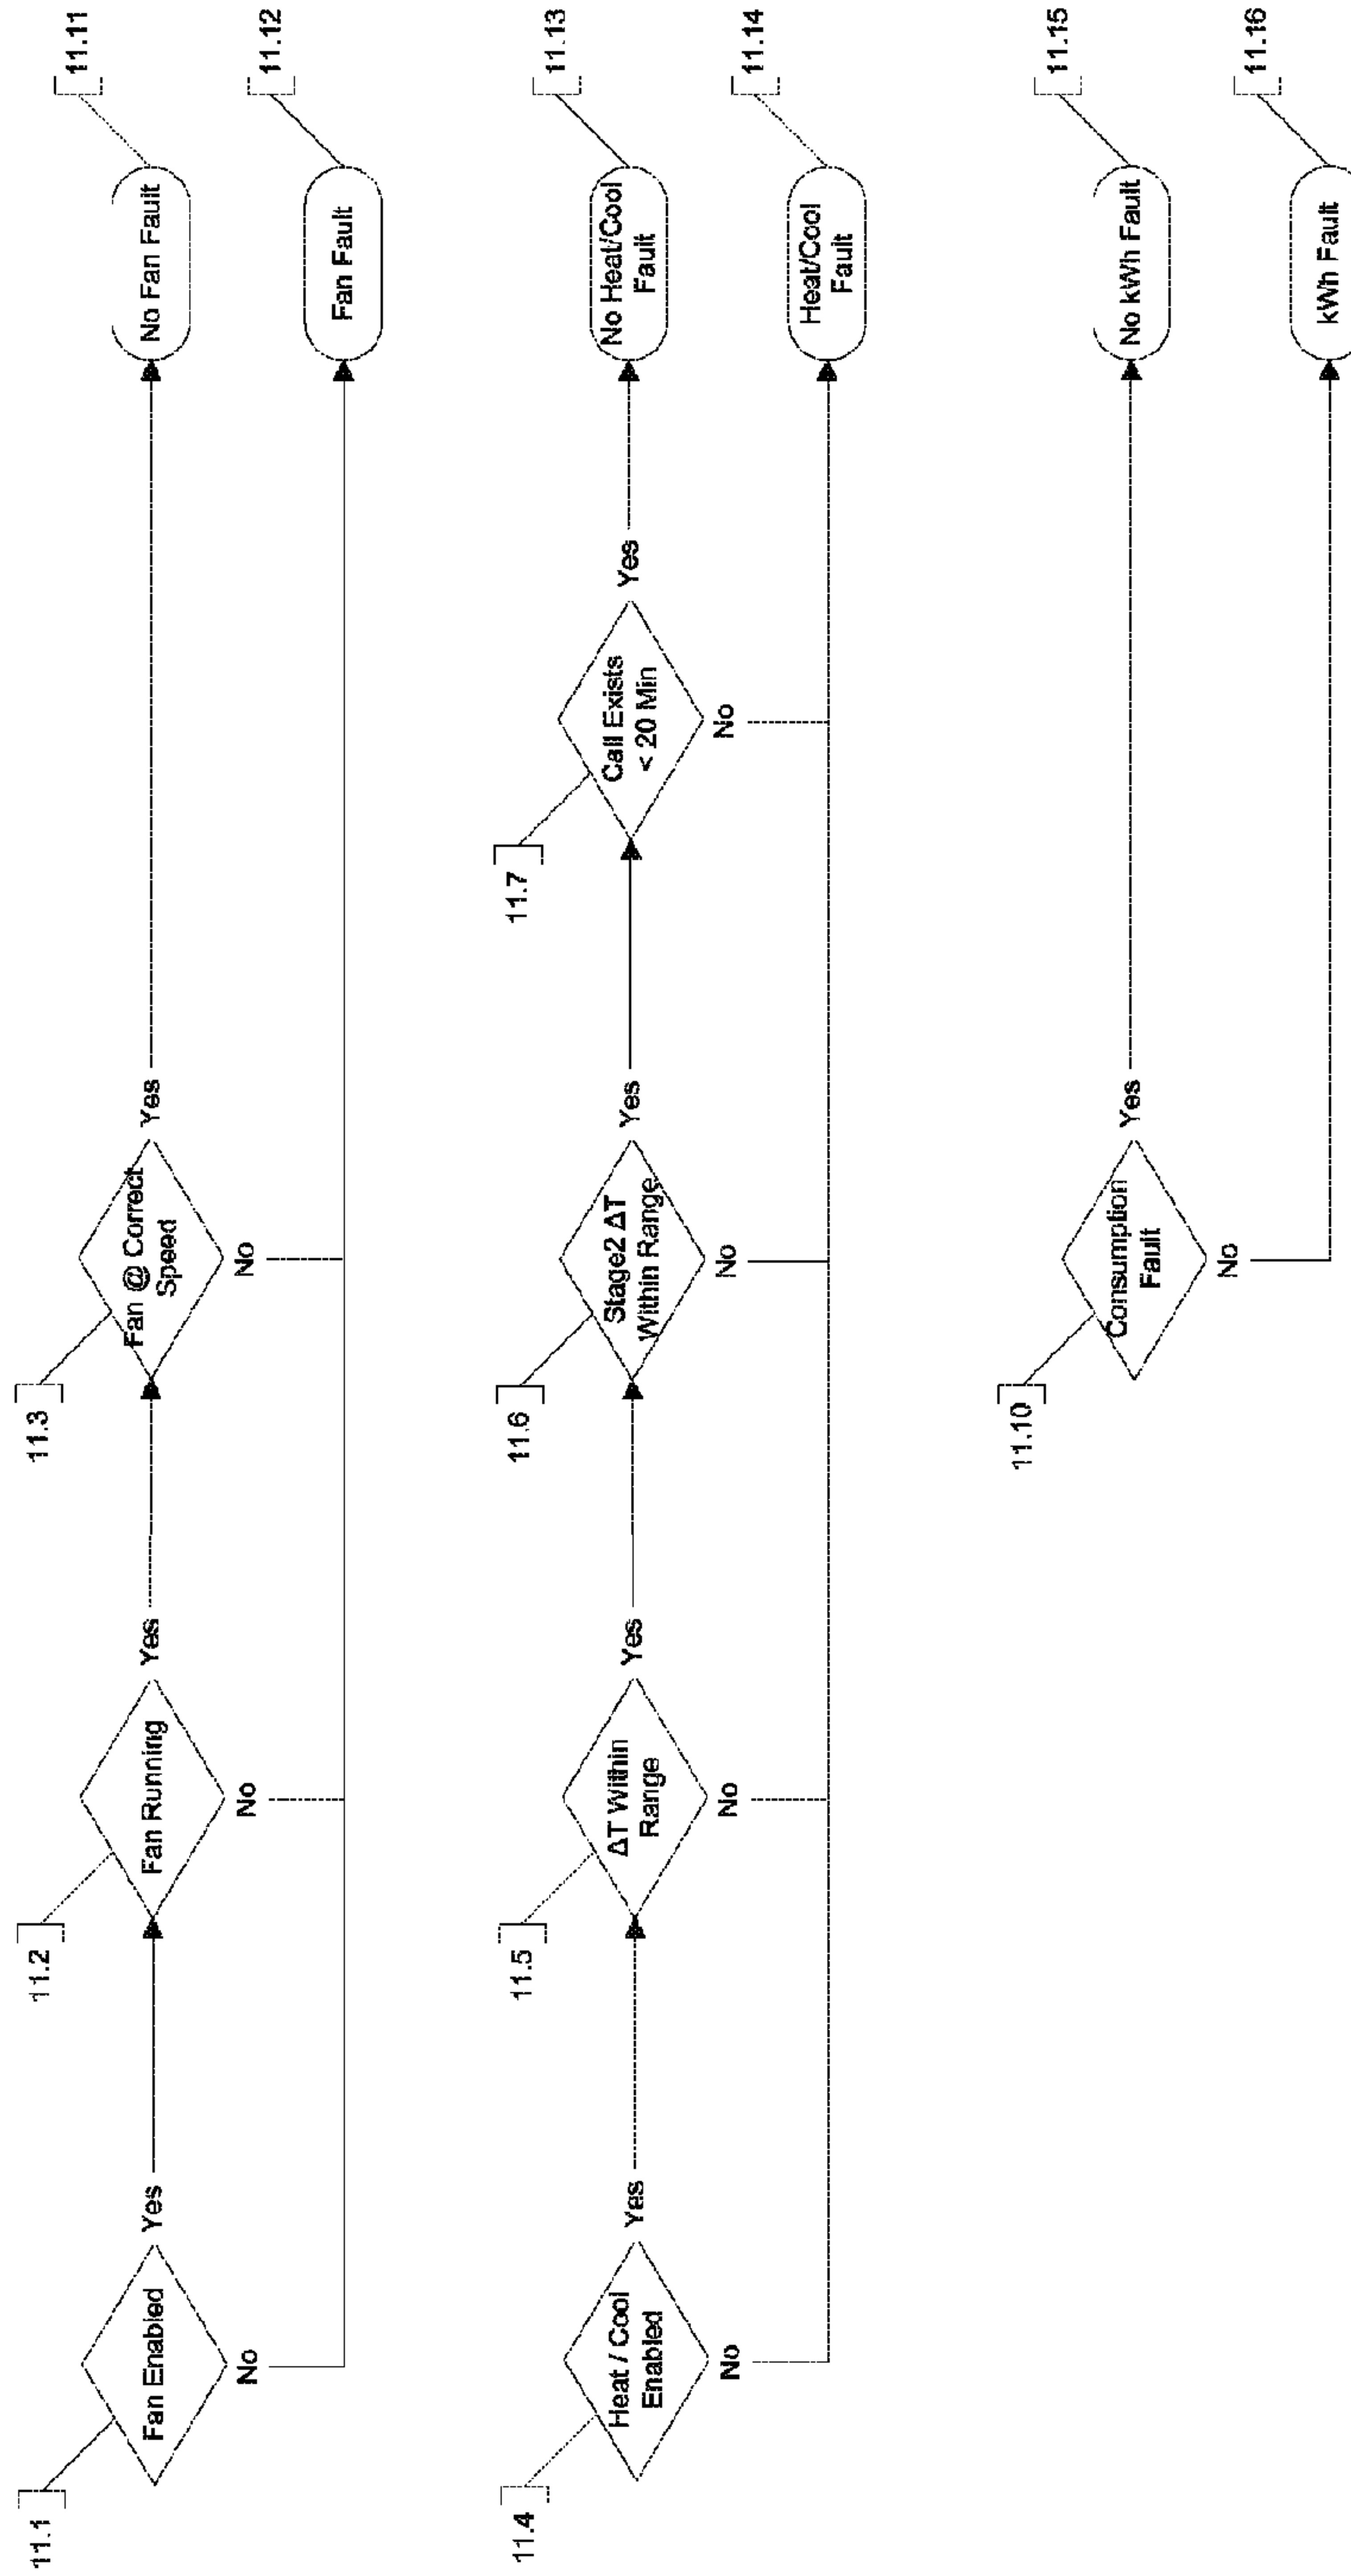 11.1
Fan Enabled
Yes
No
11.2
Fan Running
Yes
No
11.3
Fan @ Correct
Speed
Yes
No
No Fan Fault
11.11
Fan Fault
11.12
11.4
Heat / Cool
Enabled
Yes
No
11.5
ΔT Within
Range
Yes
No
11.6
Stage2 ΔT
Within Range
Yes
No
11.7
Call Exists
< 20 Min
Yes
No
No Heat/Cool
Fault
11.13
Heat/Cool
Fault
11.14
11.10
Consumption
Fault
Yes
No
No kWh Fault
11.15
kWh Fault
11.16